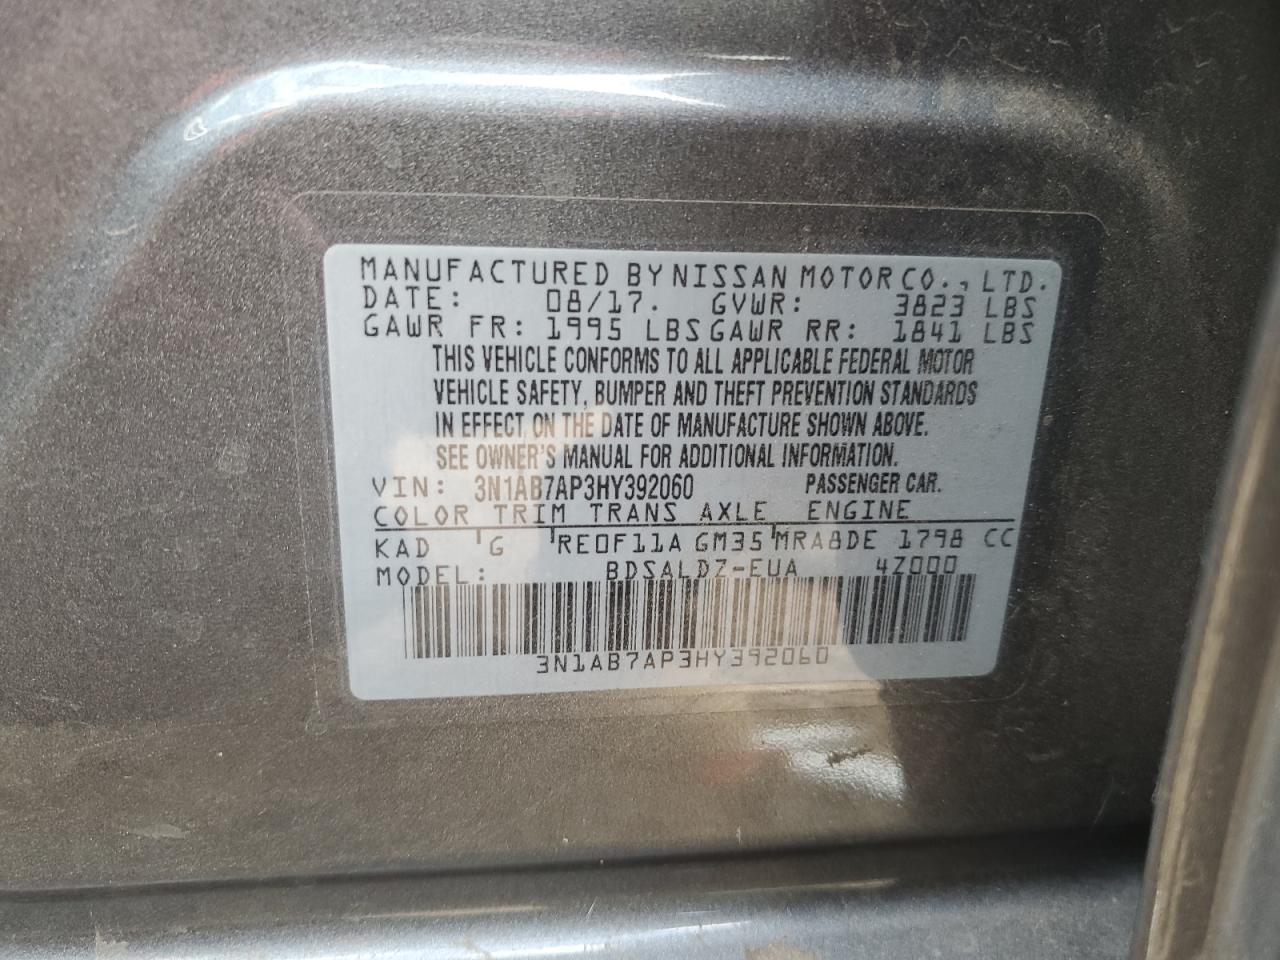 MANUFACTURED BY NISSAN MOTOR CO., LTD.
DATE: 08/17. GVWR: 3823 LBS
GAWR FR: 1995 LBS GAWR RR: 1841 LBS
THIS VEHICLE CONFORMS TO ALL APPLICABLE FEDERAL MOTOR
VEHICLE SAFETY, BUMPER AND THEFT PREVENTION STANDARDS
IN EFFECT ON THE DATE OF MANUFACTURE SHOWN ABOVE.
SEE OWNER'S MANUAL FOR ADDITIONAL INFORMATION.
VIN: 3N1AB7AP3HY392060 PASSENGER CAR.
COLOR TRIM TRANS AXLE ENGINE
KAD G RE0F11A GM35 MRA8DE 1798 CC
MODEL: BDSALDZ-EUA 4Z000
3N1AB7AP3HY392060